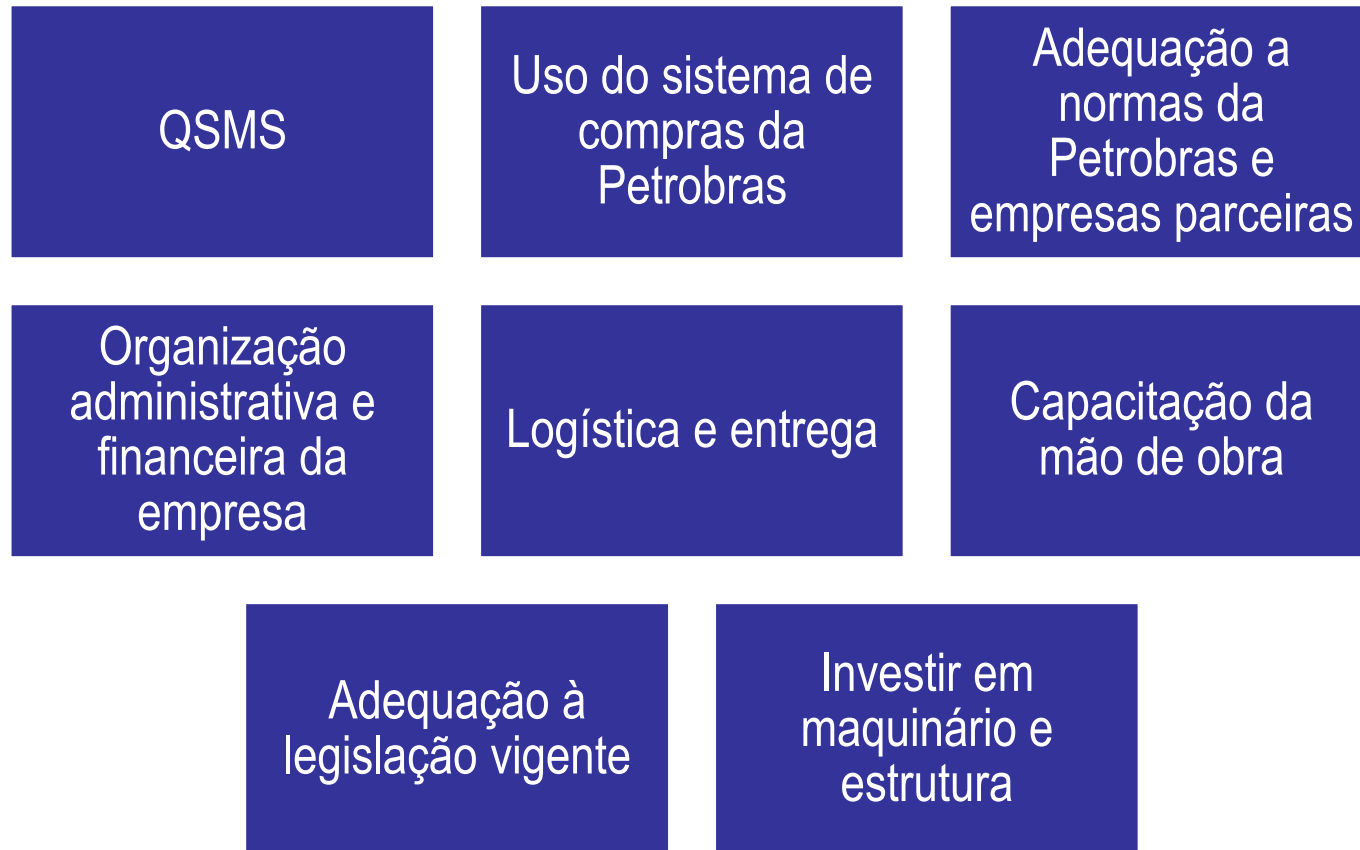 QSMS
Uso do sistema de
compras da
Petrobras
Adequação a
normas da
Petrobras e
empresas parceiras
Organização
administrativa e
financeira da
empresa
Logística e entrega
Capacitação da
mão de obra
Adequação à
legislação vigente
Investir em
maquinário e
estrutura